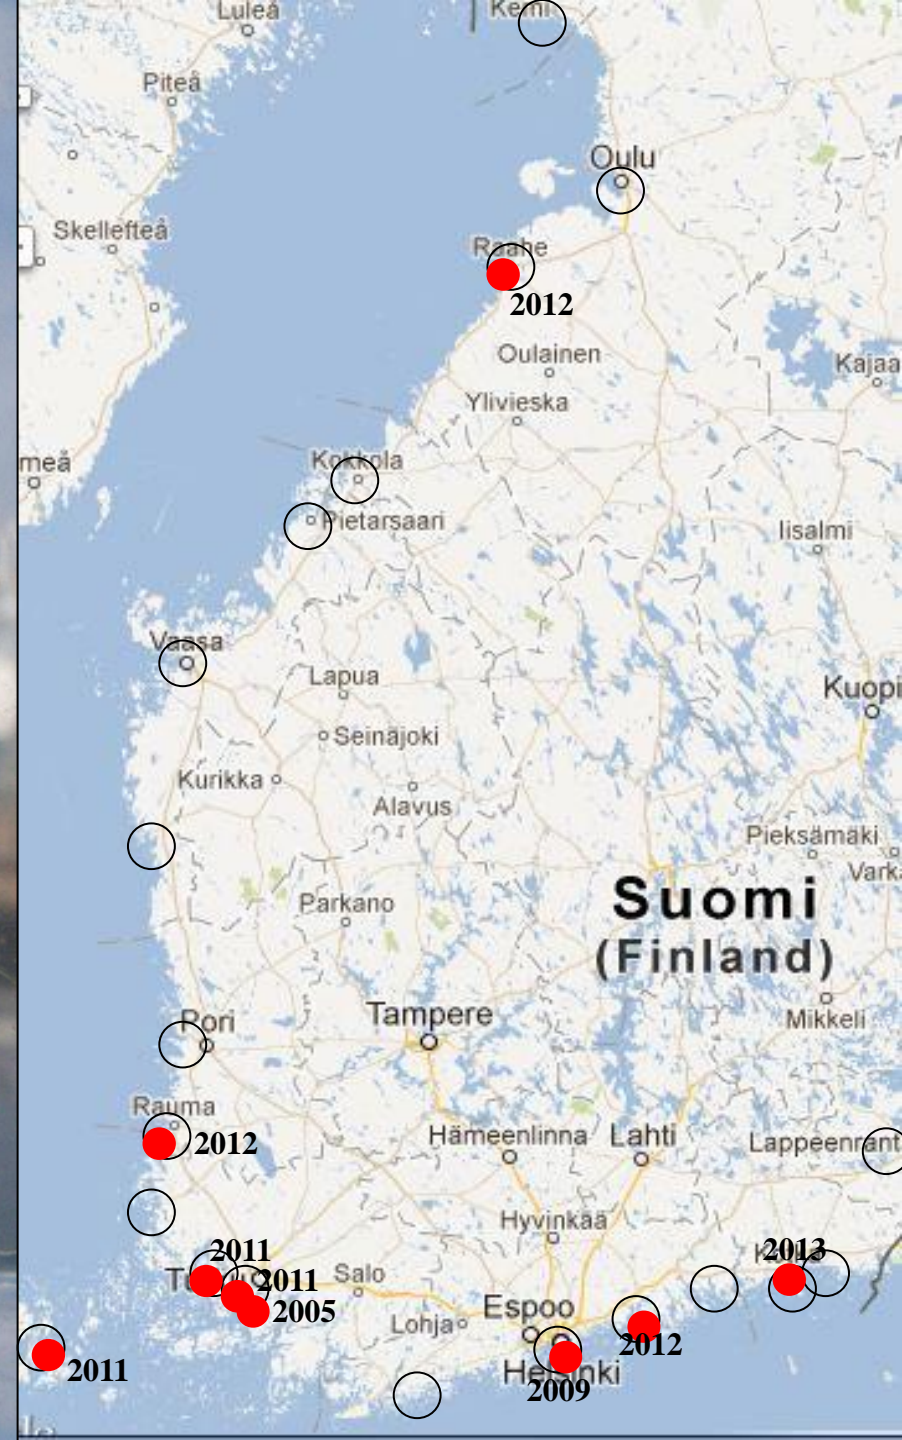 Luleå
Kemi
Piteå
Oulu
Skellefteå
Raahe
2012
Oulainen
Kajaa
Ylivieska
meå
Kokkola
Pietarsaari
Iisalmi
Vaasa
Lapua
Kuopi
Seinäjoki
Kurikka
Alavus
Pieksämäki
Varka
Suomi
(Finland)
Parkano
Tampere
Mikkeli
Pori
Rauma
2012
Hämeenlinna
Lahti
Lappeenrant
Hyvinkää
2011
2013
2011
Salo
2005
Espoo
Lohja
2012
2011
Helsinki
2009